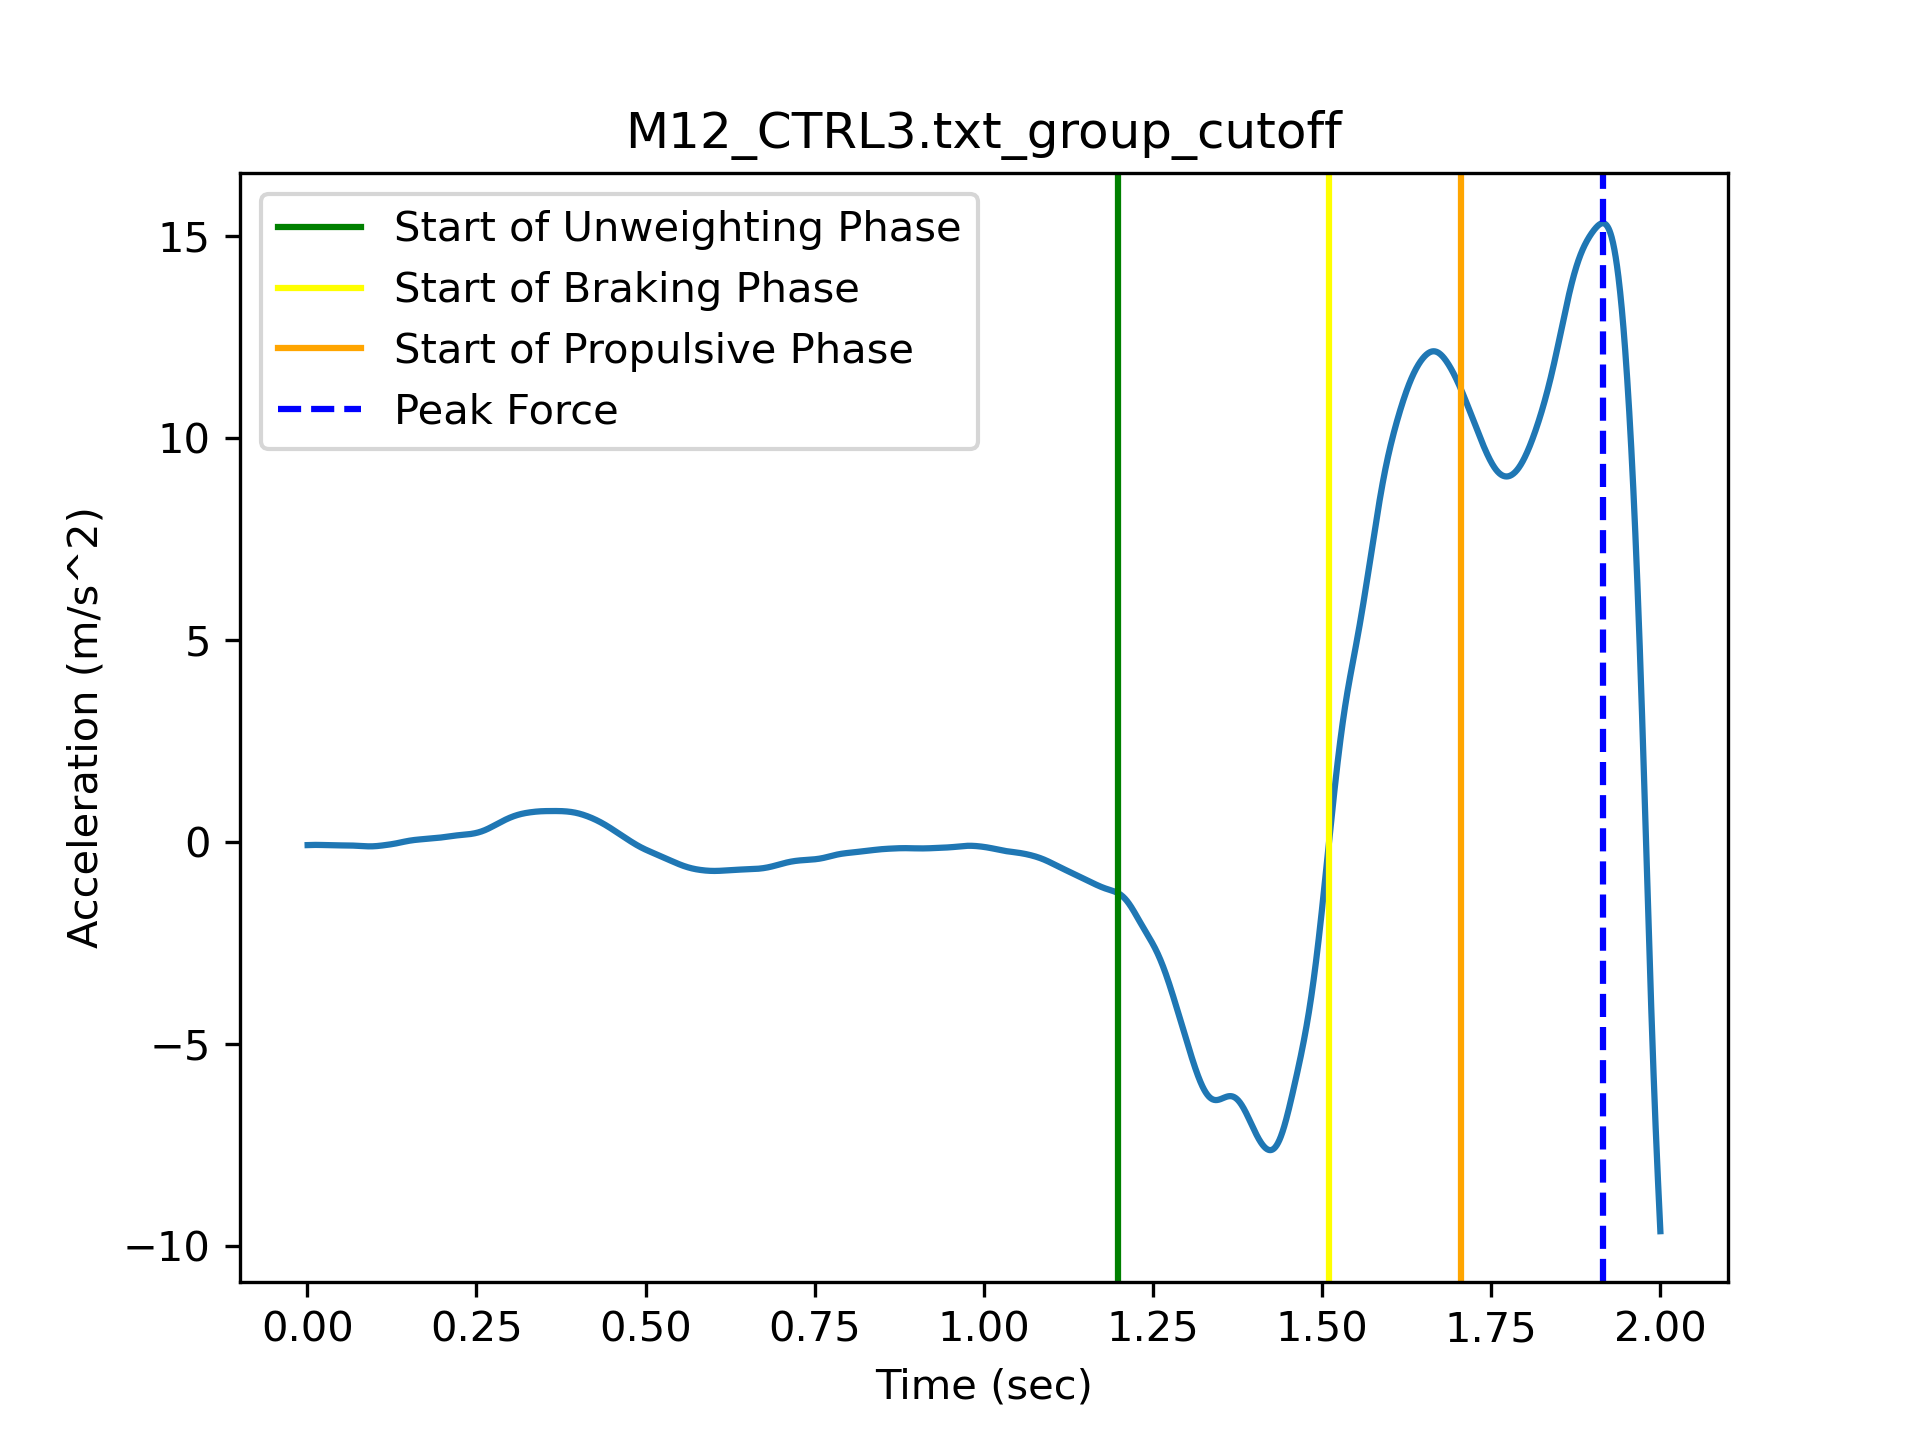 M12_CTRL3.txt_group_cutoff
Start of Unweighting Phase
Start of Braking Phase
Start of Propulsive Phase
Peak Force
Acceleration (m/s^2)
15
10
5
0
−5
−10
0.00 0.25 0.50 0.75 1.00 1.25 1.50 1.75 2.00
Time (sec)